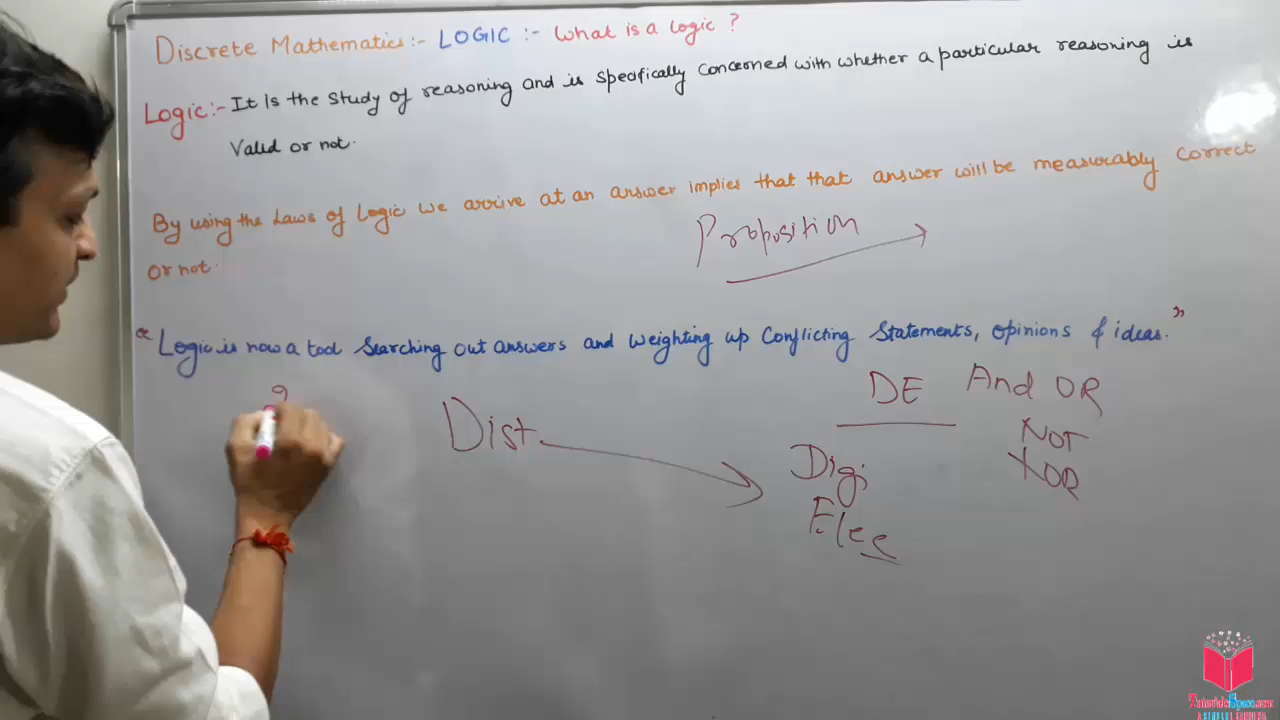 Discrete Mathematics:- LOGIC :- What is a logic ?
Logic:- It Is the study of reasoning and is specifically concerned with whether a particular reasoning is
Valid or not.
By using the Laws of Logic we arrive at an answer implies that that answer will be measurably correct
or not.
Proposition
"Logic is now a tool searching out answers and weighting up conflicting statements, opinions & ideas."
DE And OR
NOT
XOR
Dist
Digi
Elec